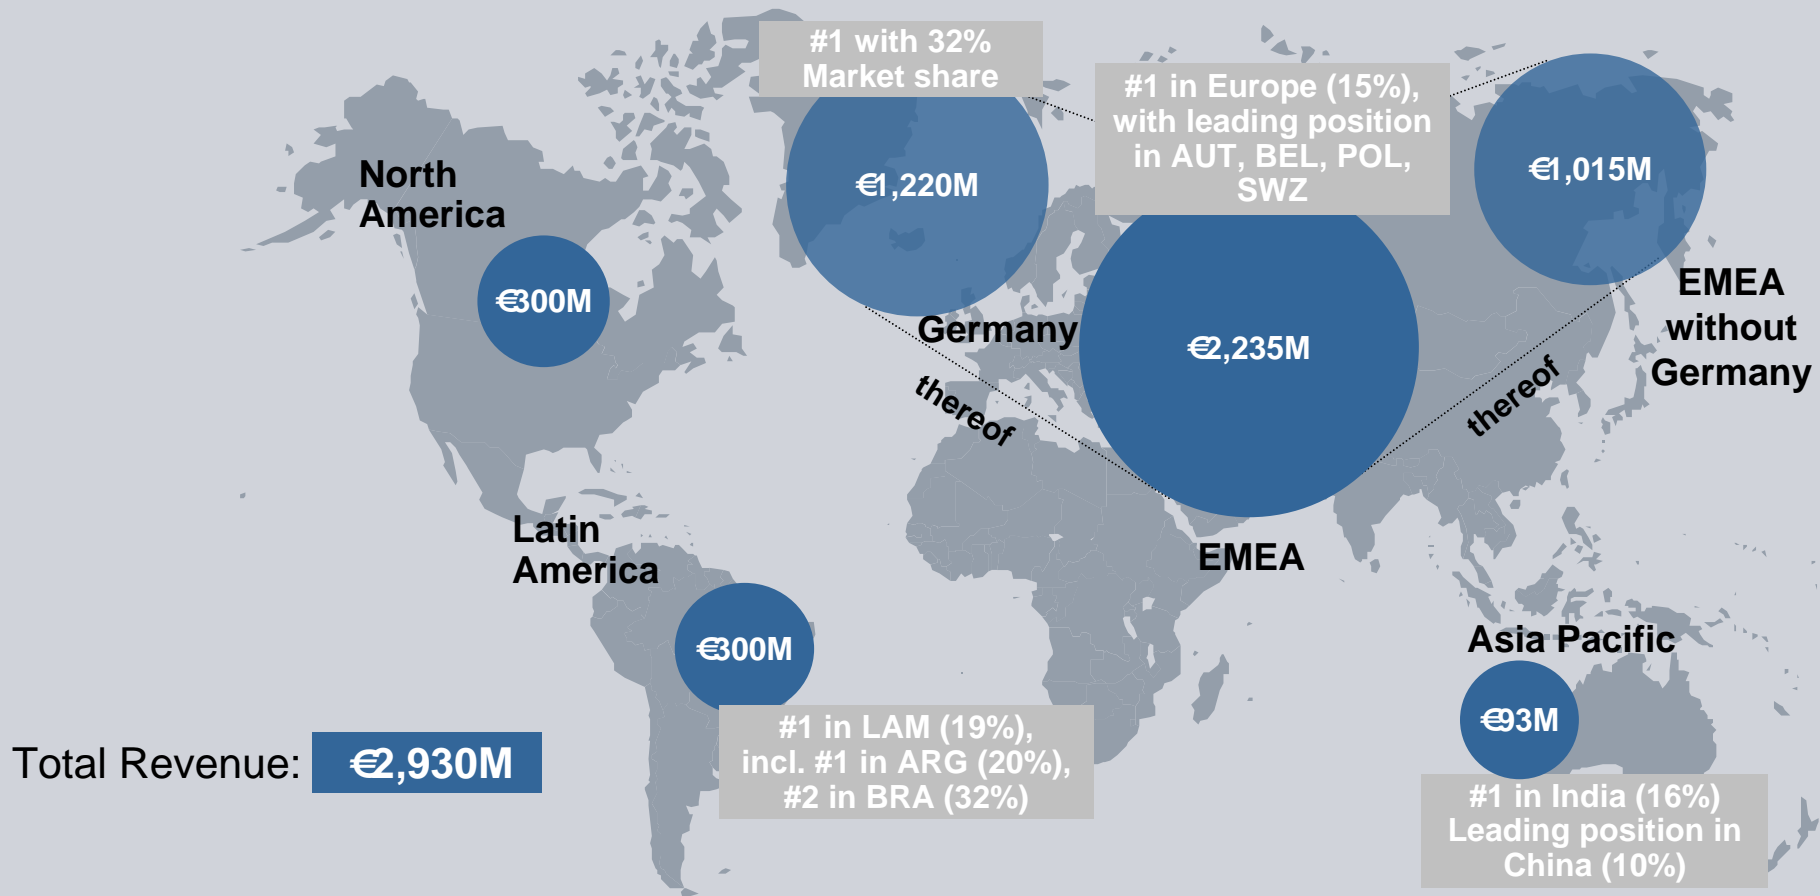 #1 with 32%
Market share
#1 in Europe (15%),
with leading position
in AUT, BEL, POL,
SWZ
North
America
€1,220M
€1,015M
€300M
Germany
€2,235M
EMEA
without
Germany
thereof
thereof
Latin
America
EMEA
€300M
Asia Pacific
€93M
#1 in LAM (19%),
incl. #1 in ARG (20%),
#2 in BRA (32%)
Total Revenue: €2,930M
#1 in India (16%)
Leading position in
China (10%)